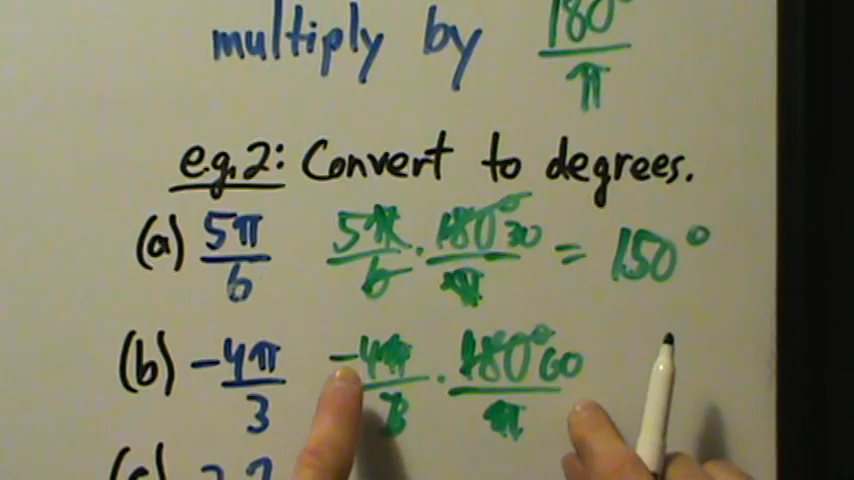 multiply by 180°/π
e.g. 2: Convert to degrees.
(a) 5π/6 5π/6 · 180°/π 30 = 150°
(b) -4π/3 -4π/3 · 180°/π 60
(c)